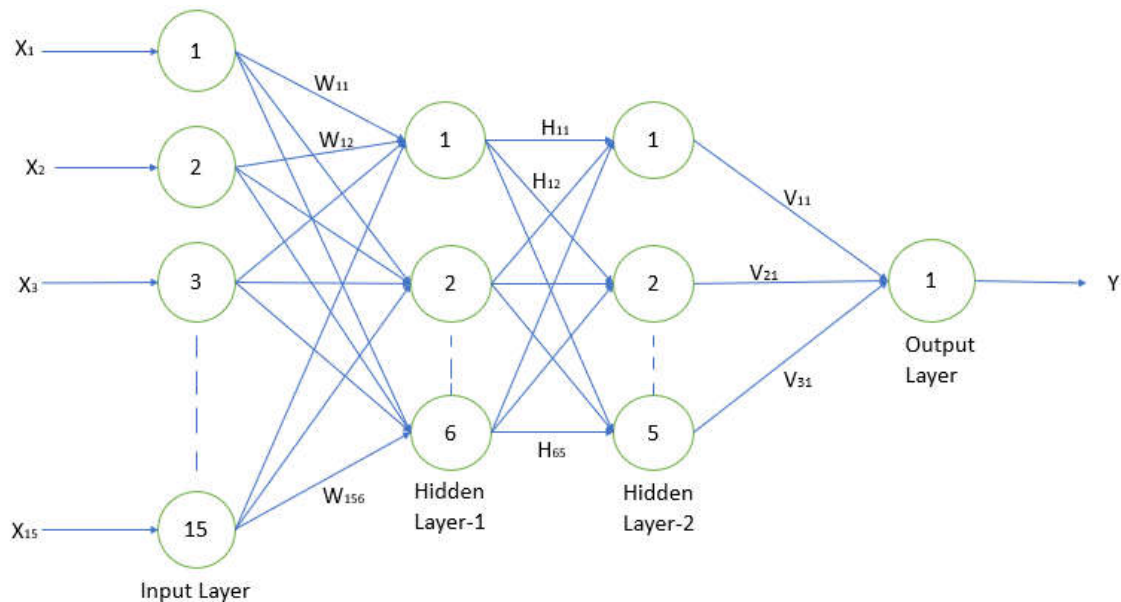 X₁
1
W₁₁
1
H₁₁
1
W₁₂
X₂
2
H₁₂
V₁₁
X₃
3
2
2
V₂₁
1
Y
Output
Layer
V₃₁
6
5
H₆₅
W₁₅₆
Hidden
Layer-1
Hidden
Layer-2
X₁₅
15
Input Layer